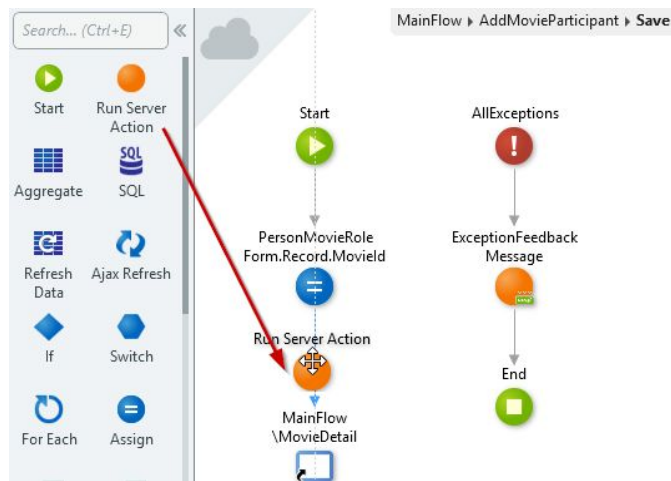 Search... (Ctrl+E)
MainFlow ▸ AddMovieParticipant ▸ Save
Start
Run Server
Action
Aggregate
SQL
SQL
Refresh
Data
Ajax Refresh
If
Switch
For Each
Assign
Start
PersonMovieRole
Form.Record.MovieId
Run Server Action
MainFlow
\MovieDetail
AllExceptions
ExceptionFeedback
Message
End